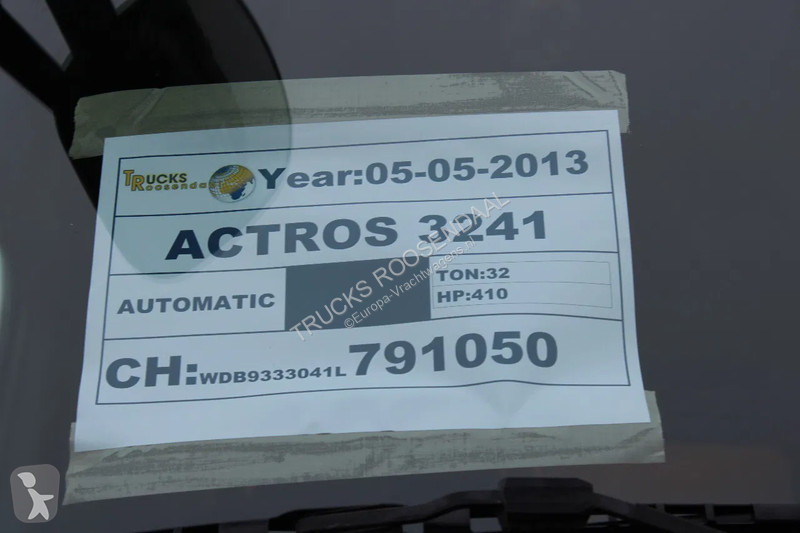 TRUCKS
Roosendaal
Year:05-05-2013
ACTROS 3241
AUTOMATIC
TON:32
HP:410
CH:WDB9333041L791050
TRUCKS ROOSENDAAL
©Europa-Vrachtwagens.nl